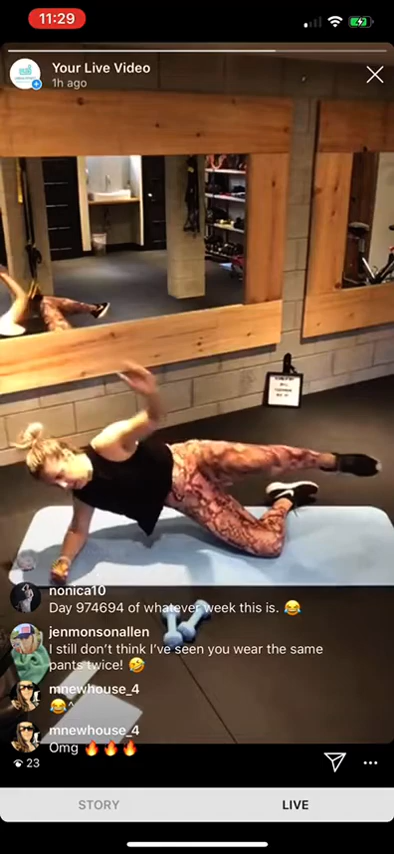 11:29
Your Live Video
1h ago
nonica10
Day 974694 of whatever week this is. 😂
jenmonsonallen
I still don't think I've seen you wear the same
pants twice! 🤣
mnewhouse_4
😂^
mnewhouse_4
Omg 🔥🔥🔥
23
STORY
LIVE